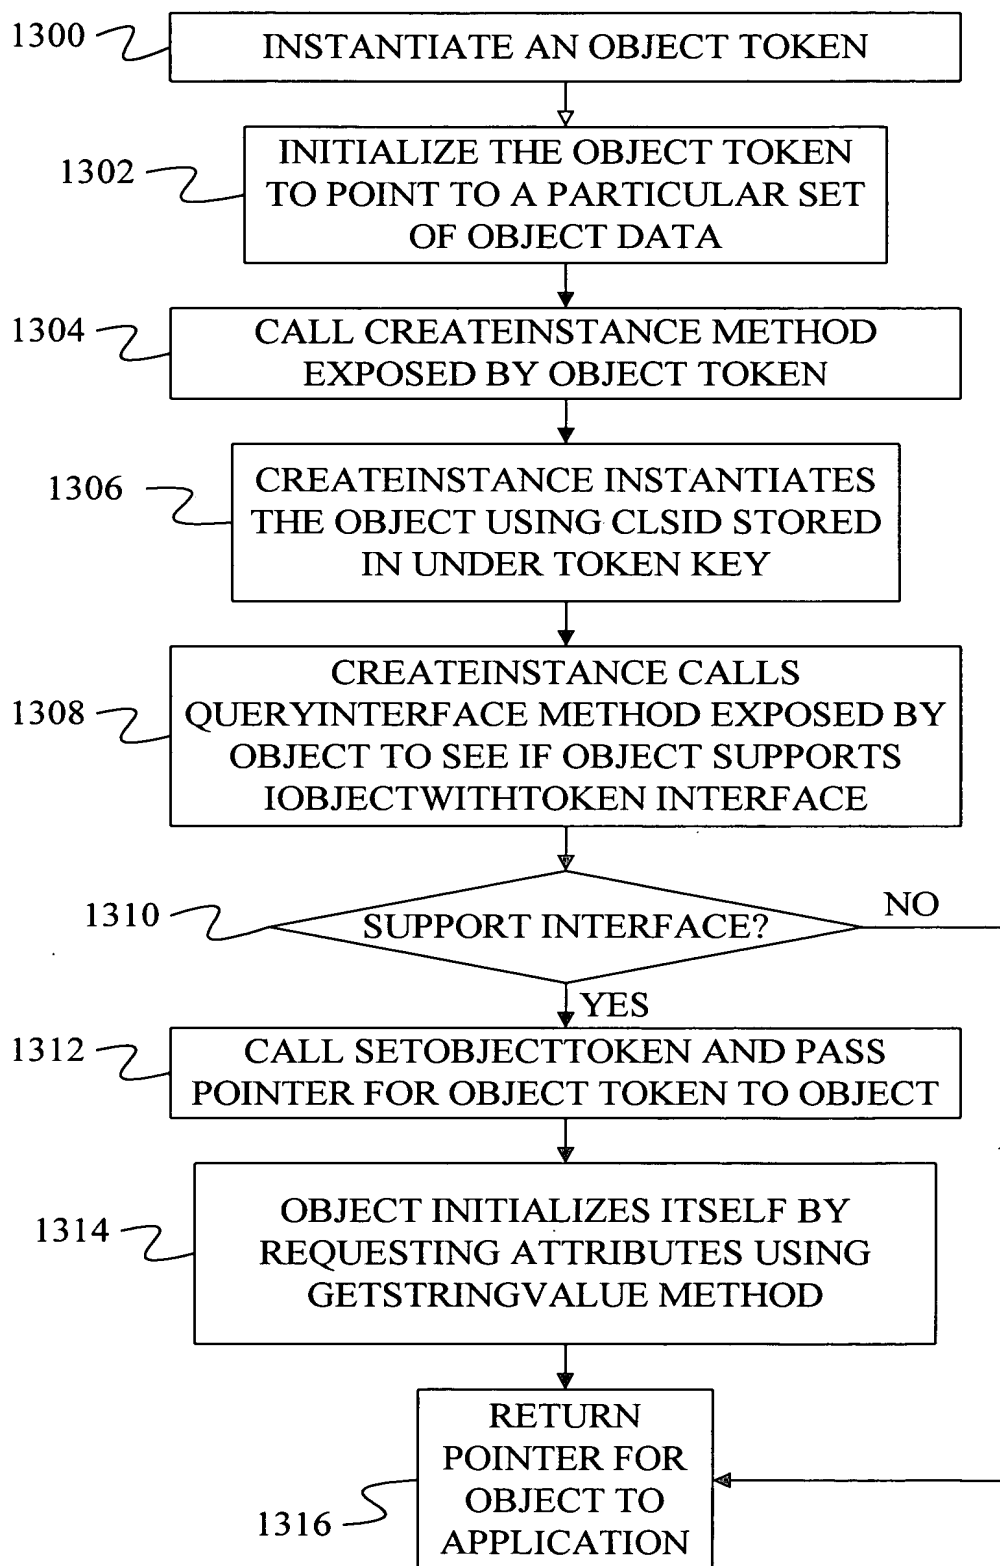 1300
INSTANTIATE AN OBJECT TOKEN
1302
INITIALIZE THE OBJECT TOKEN
TO POINT TO A PARTICULAR SET
OF OBJECT DATA
1304
CALL CREATEINSTANCE METHOD
EXPOSED BY OBJECT TOKEN
1306
CREATEINSTANCE INSTANTIATES
THE OBJECT USING CLSID STORED
IN UNDER TOKEN KEY
1308
CREATEINSTANCE CALLS
QUERYINTERFACE METHOD EXPOSED BY
OBJECT TO SEE IF OBJECT SUPPORTS
IOBJECTWITHTOKEN INTERFACE
1310
SUPPORT INTERFACE?
NO
YES
1312
CALL SETOBJECTTOKEN AND PASS
POINTER FOR OBJECT TOKEN TO OBJECT
1314
OBJECT INITIALIZES ITSELF BY
REQUESTING ATTRIBUTES USING
GETSTRINGVALUE METHOD
1316
RETURN
POINTER FOR
OBJECT TO
APPLICATION